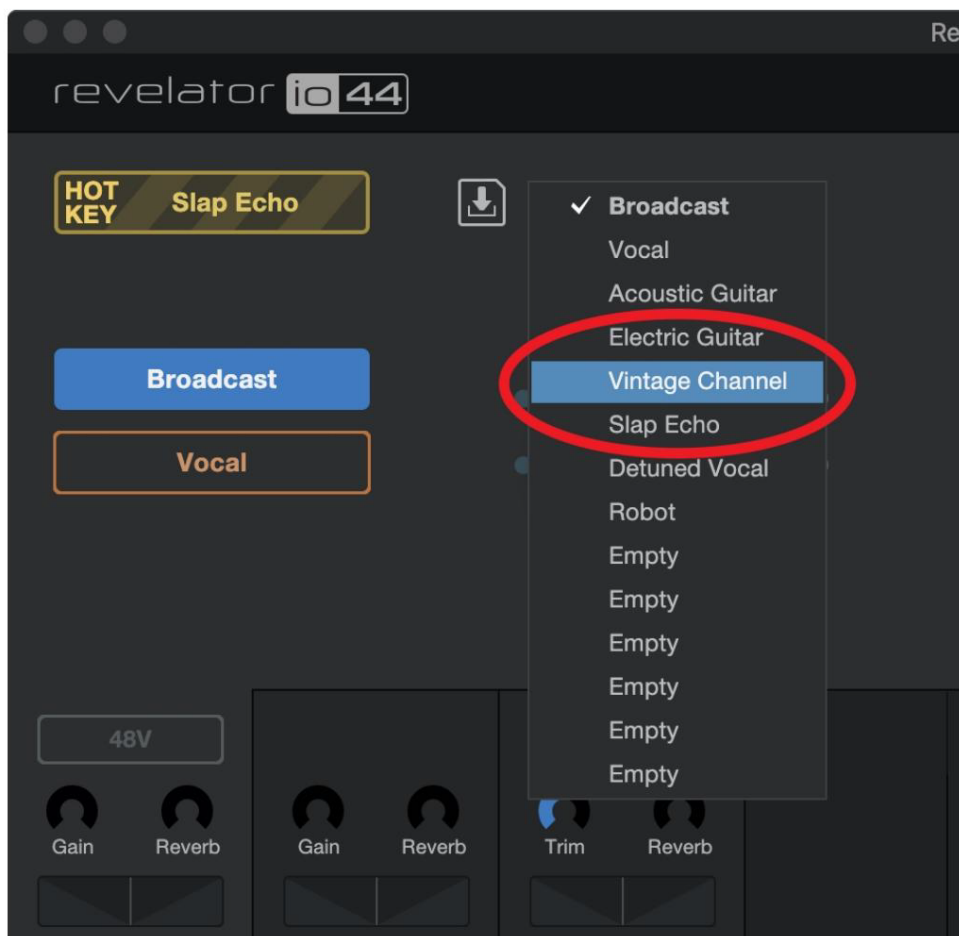 Re
revelator io 44
HOT KEY
Slap Echo
✓ Broadcast
Vocal
Acoustic Guitar
Electric Guitar
Vintage Channel
Slap Echo
Detuned Vocal
Robot
Empty
Empty
Empty
Empty
Empty
Empty
Broadcast
Vocal
48V
Gain
Reverb
Gain
Reverb
Trim
Reverb